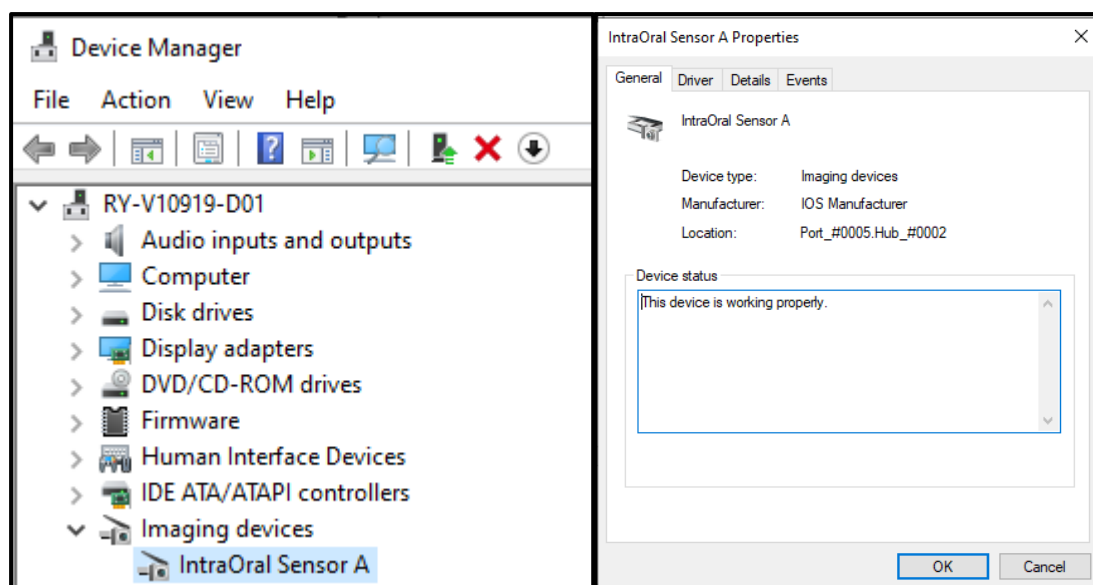 Device Manager
File Action View Help
RY-V10919-D01
Audio inputs and outputs
Computer
Disk drives
Display adapters
DVD/CD-ROM drives
Firmware
Human Interface Devices
IDE ATA/ATAPI controllers
Imaging devices
IntraOral Sensor A
IntraOral Sensor A Properties
General Driver Details Events
IntraOral Sensor A
Device type: Imaging devices
Manufacturer: IOS Manufacturer
Location: Port_#0005.Hub_#0002
Device status
This device is working properly.
OK Cancel